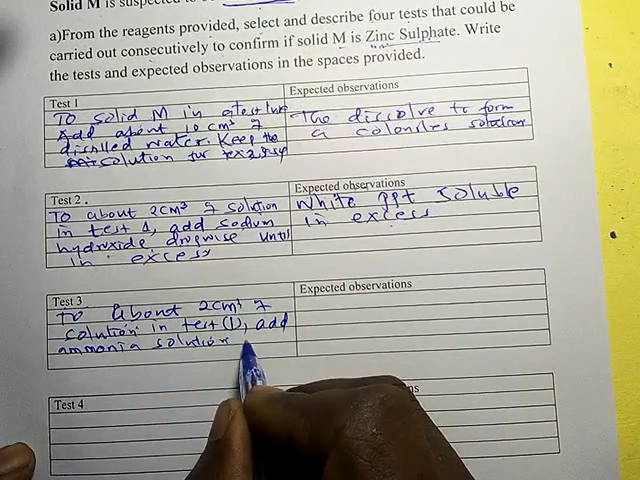 Solid M is suspected to be
a)From the reagents provided, select and describe four tests that could be
carried out consecutively to confirm if solid M is Zinc Sulphate. Write
the tests and expected observations in the spaces provided.
Test 1
To solid M in a test tube
add about 10 cm³ of
distilled water. Keep the
solution for
Expected observations
- The dissolve to form
a colourless solution
Test 2.
To about 2cm³ of solution
in test 1, add sodium
hydroxide dropwise until
in excess
Expected observations
White ppt soluble
in excess
Test 3
To about 2cm³ of
solution in test (1), add
ammonia solution
Expected observations
Test 4
ns